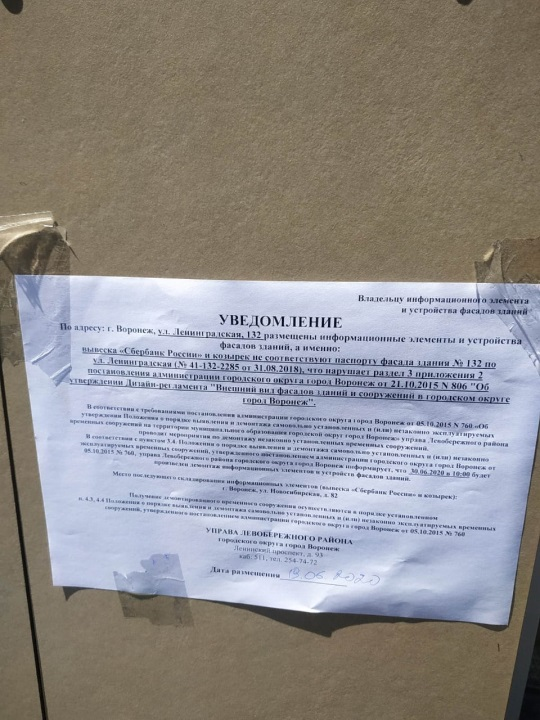 Владельцу информационного элемента
и устройства фасадов зданий
УВЕДОМЛЕНИЕ
По адресу: г. Воронеж, ул. Ленинградская, 132 размещены информационные элементы и устройства
фасадов зданий, а именно:
вывеска «Сбербанк России» и козырек не соответствуют паспорту фасада здания № 132 по
ул. Ленинградская (№ 41-132-2285 от 31.08.2018), что нарушает раздел 3 приложения 2
постановления администрации городского округа город Воронеж от 21.10.2015 N 806 "Об
утверждении Дизайн-регламента "Внешний вид фасадов зданий и сооружений в городском округе
город Воронеж".
В соответствии с требованиями постановления администрации городского округа город Воронеж от 05.10.2015 N 760 «Об
утверждении Положения о порядке выявления и демонтажа самовольно установленных и (или) незаконно эксплуатируемых
временных сооружений на территории муниципального образования городской округ город Воронеж» управа Левобережного района
проводит мероприятия по демонтажу незаконно установленных временных сооружений.
В соответствии с пунктом 3.4. Положения о порядке выявления и демонтажа самовольно установленных и (или) незаконно
эксплуатируемых временных сооружений, утвержденного постановлением администрации городского округа город Воронеж от
05.10.2015 № 760, управа Левобережного района городского округа город Воронеж информирует, что 30.06.2020 в 10:00 будет
произведен демонтаж информационных элементов и устройств фасадов зданий.
Место последующего складирования информационных элементов (вывеска «Сбербанк России» и козырек):
г. Воронеж, ул. Новосибирская, д. 82
Получение демонтированного временного сооружения осуществляется в порядке установленном
п. 4.3, 4.4 Положения о порядке выявления и демонтажа самовольно установленных и (или) незаконно эксплуатируемых временных
сооружений, утвержденного постановлением администрации городского округа город Воронеж от 05.10.2015 № 760
УПРАВА ЛЕВОБЕРЕЖНОГО РАЙОНА
городского округа город Воронеж
Ленинский проспект, д. 93
каб. 511, тел. 254-74-72
Дата размещения 19.06.2020